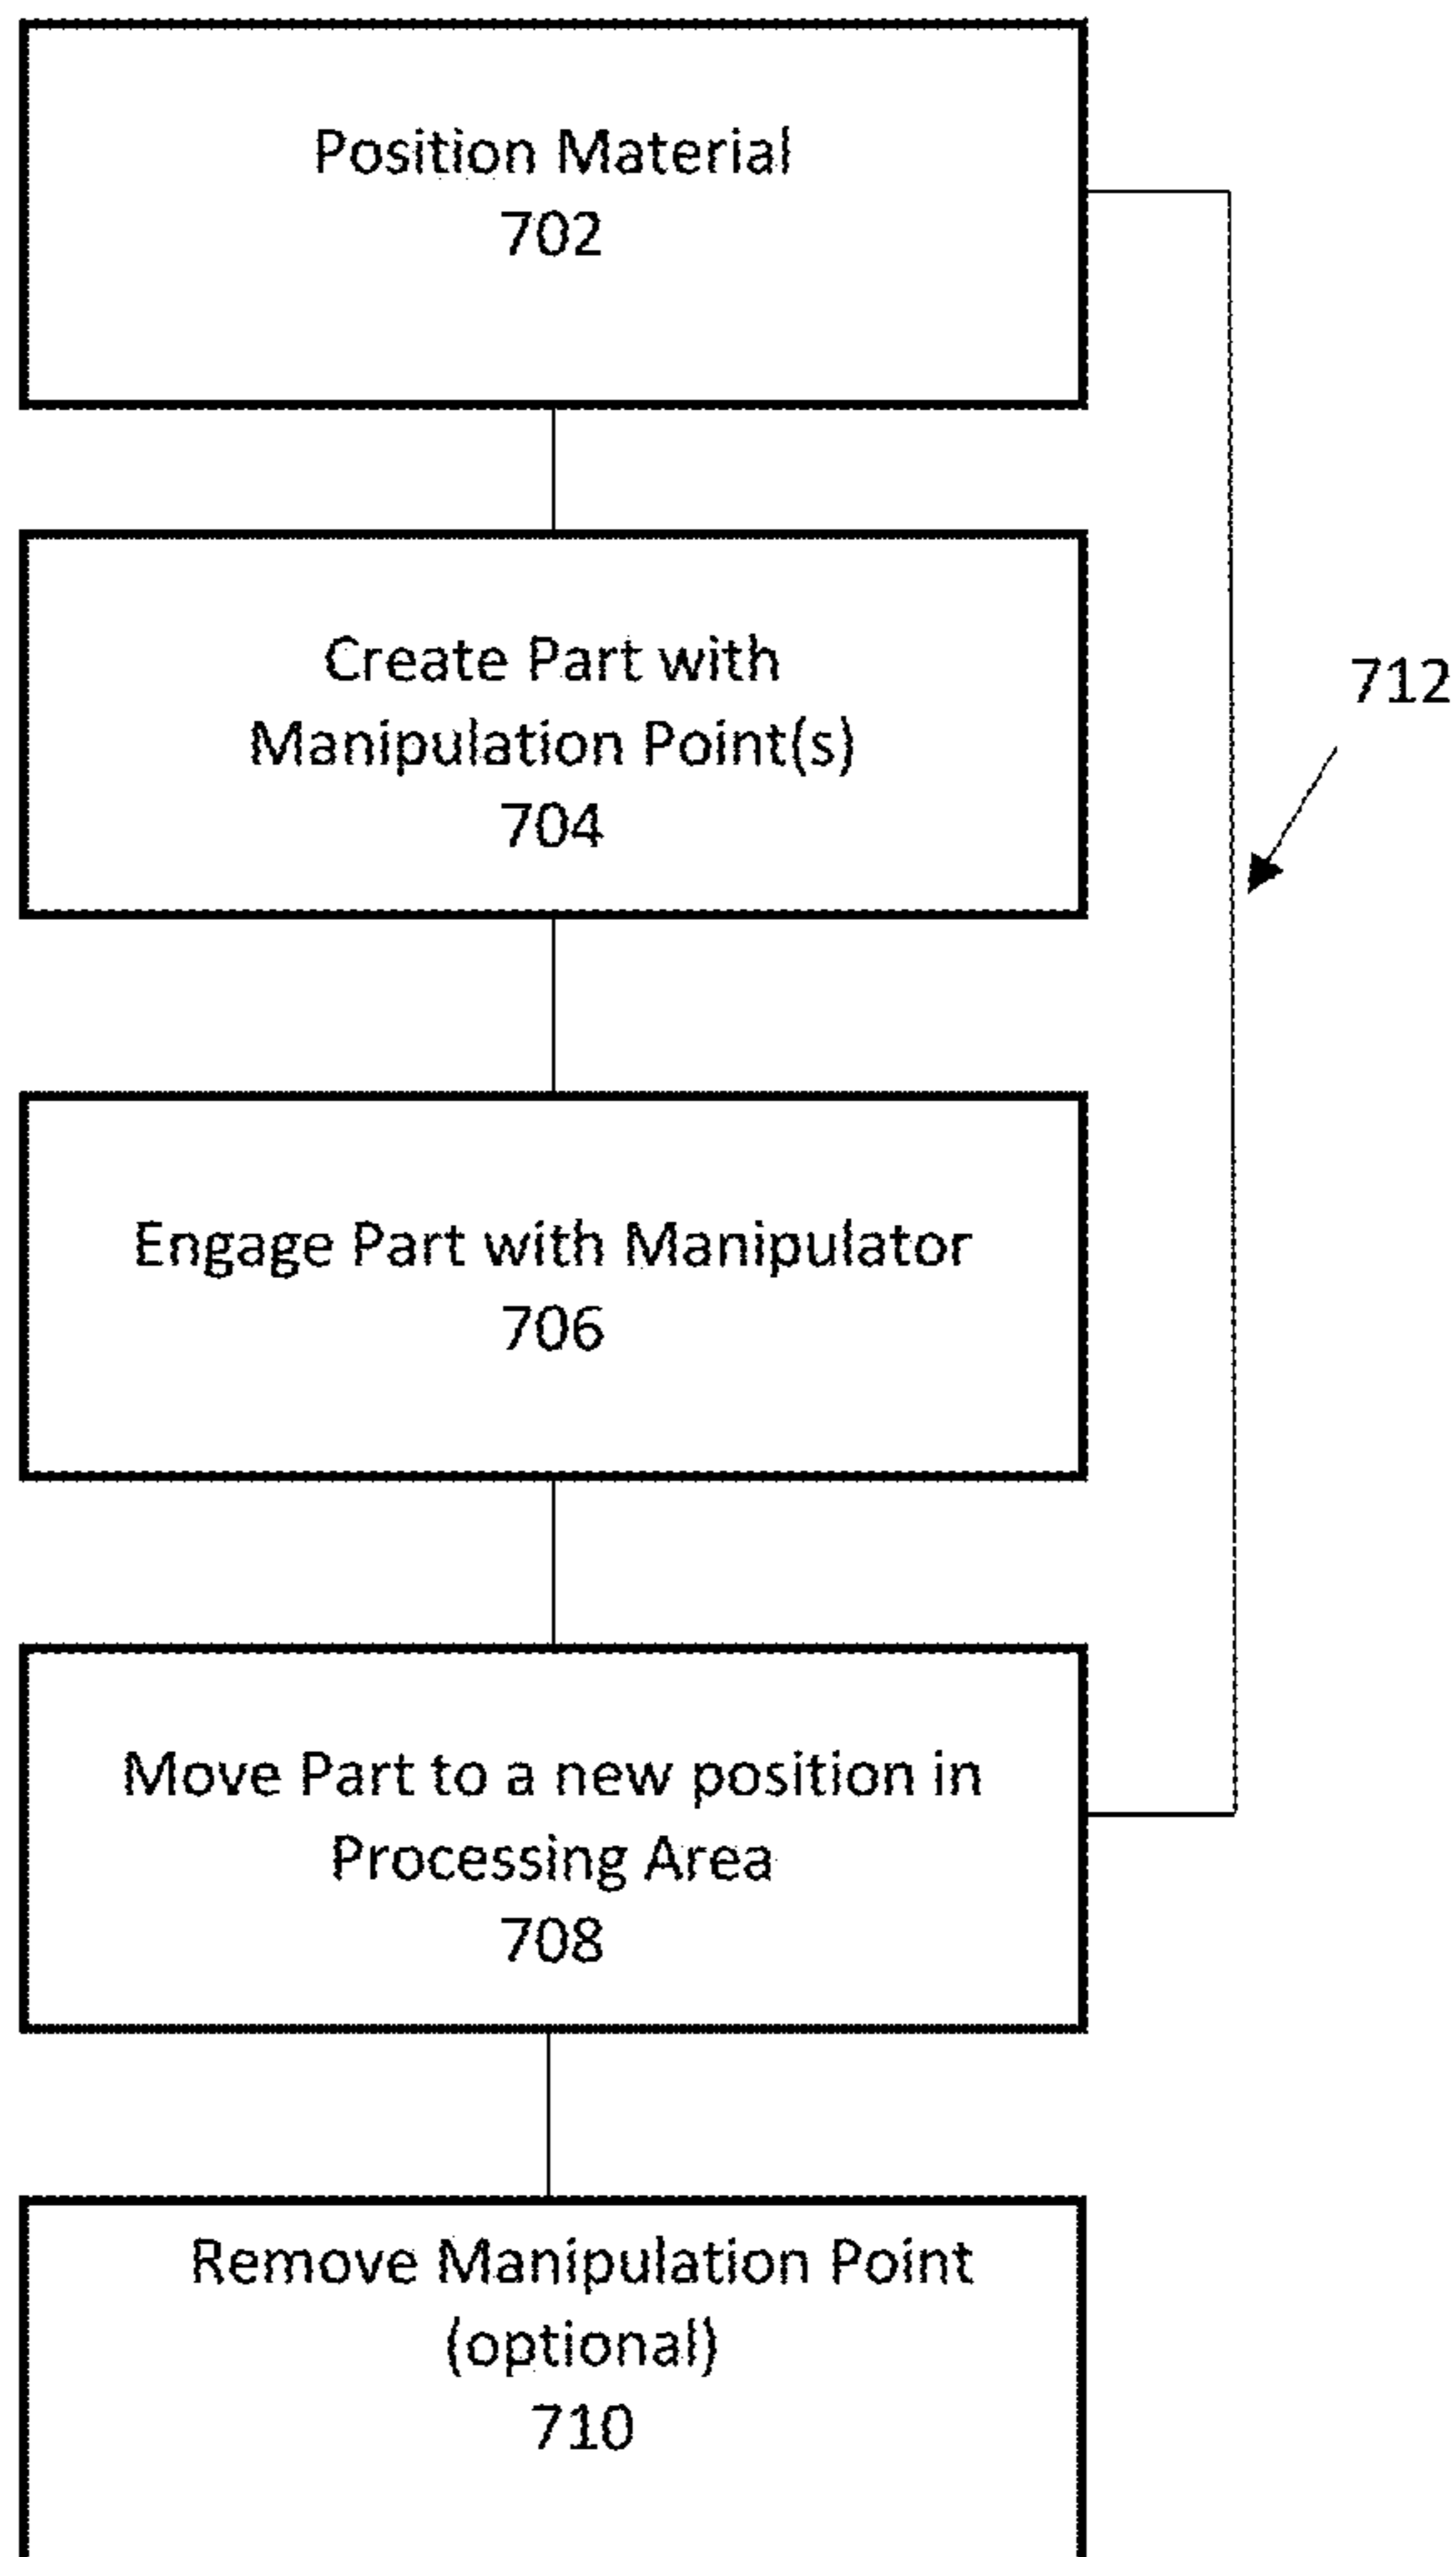 Position Material
702
Create Part with
Manipulation Point(s)
704
712
Engage Part with Manipulator
706
Move Part to a new position in
Processing Area
708
Remove Manipulation Point
(optional)
710